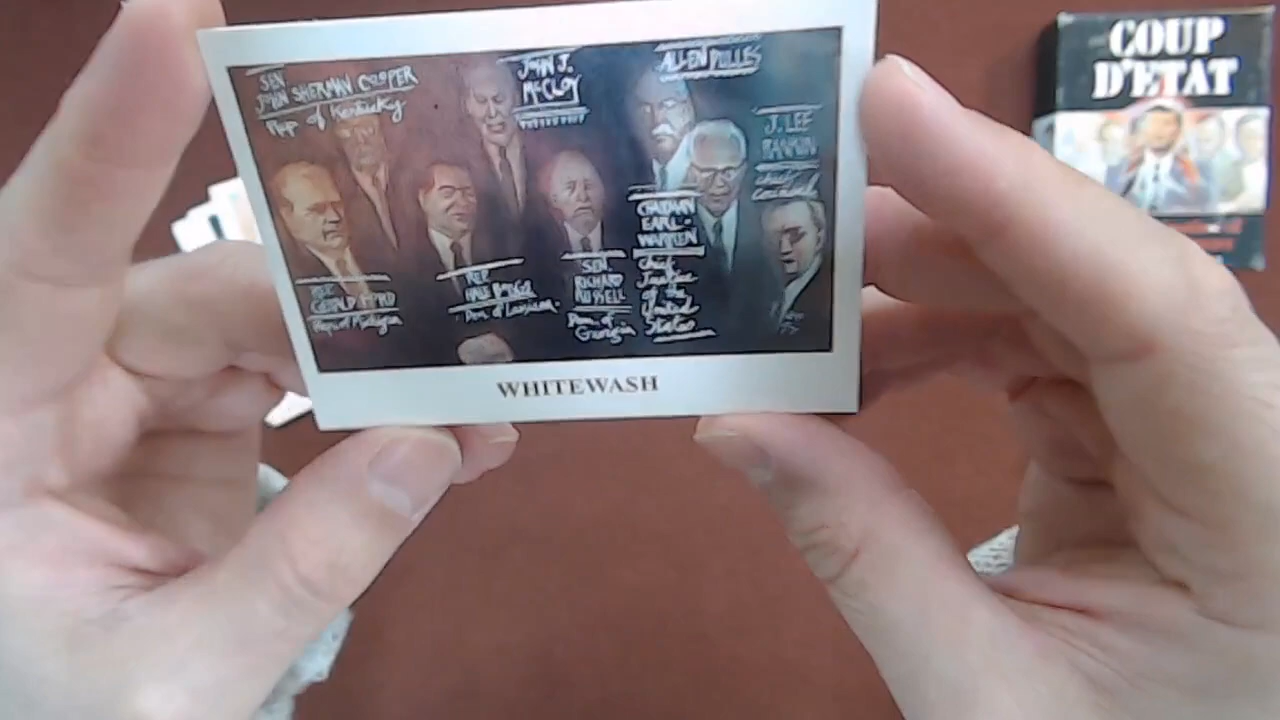 SEN.
JOHN SHERMAN COOPER
Rep. of Kentucky
JOHN J.
McCLOY
ALLEN DULLES
J. LEE
RANKIN
CHAIRMAN
EARL
WARREN
Chief
Justice
of the
United
States
REP.
GERALD FORD
Rep. of Michigan
REP.
HALE BOGGS
Dem. of Louisiana
SEN.
RICHARD
RUSSELL
Dem. of
Georgia
WHITEWASH
COUP
D'ETAT